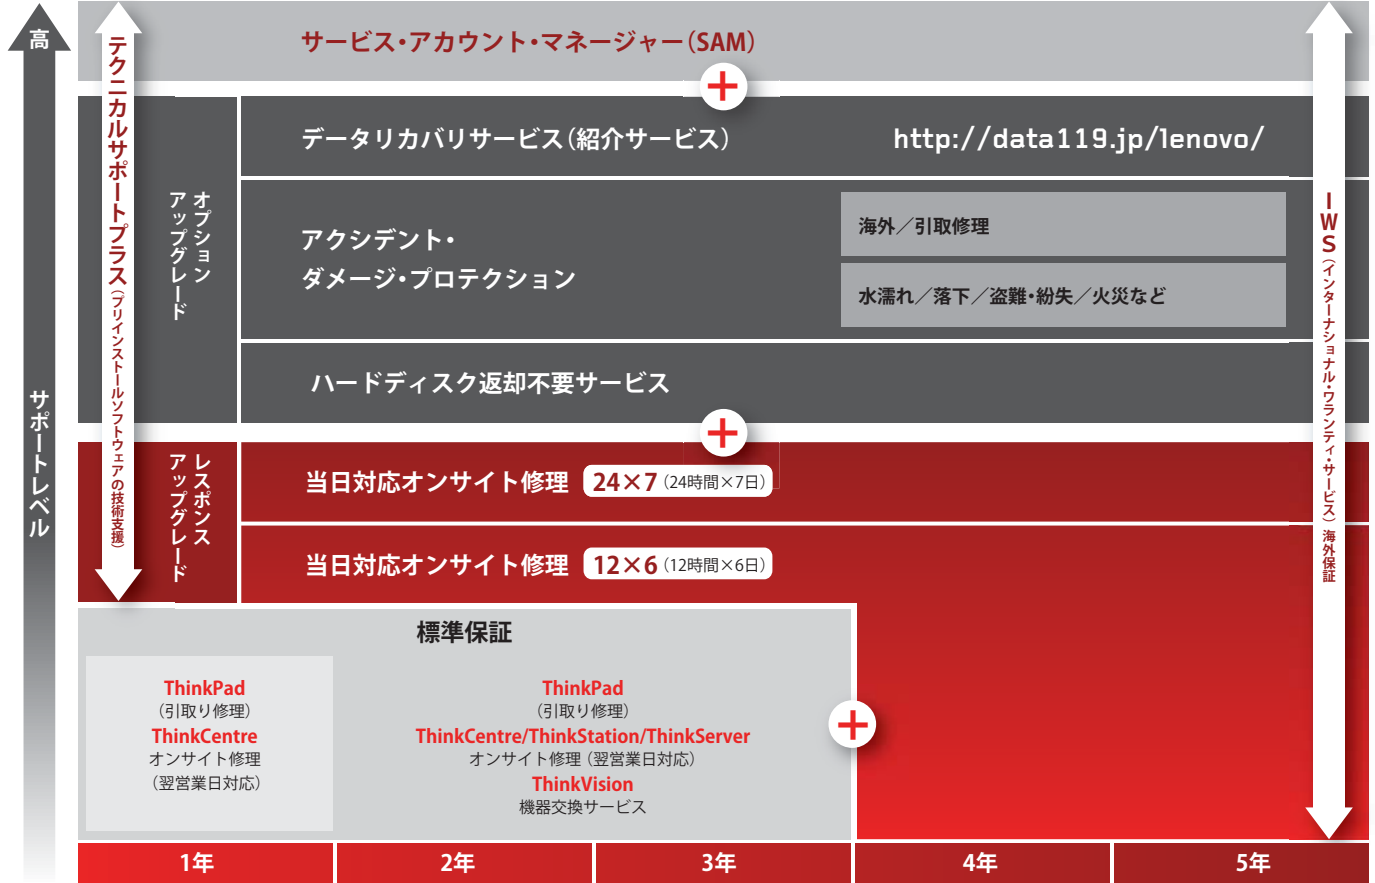 高
サポートレベル
テクニカルサポートプラス(プリインストールソフトウェアの技術支援)
サービス・アカウント・マネージャー(SAM)
オプション
アップグレード
データリカバリサービス(紹介サービス)
http://data119.jp/lenovo/
アクシデント・
ダメージ・プロテクション
海外／引取修理
水濡れ／落下／盗難・紛失／火災など
ハードディスク返却不要サービス
レスポンス
アップグレード
当日対応オンサイト修理 24×7(24時間×7日)
当日対応オンサイト修理 12×6(12時間×6日)
IWS(インターナショナル・ワランティ・サービス)海外保証
標準保証
ThinkPad
(引取り修理)
ThinkCentre
オンサイト修理
(翌営業日対応)
ThinkPad
(引取り修理)
ThinkCentre/ThinkStation/ThinkServer
オンサイト修理(翌営業日対応)
ThinkVision
機器交換サービス
1年
2年
3年
4年
5年